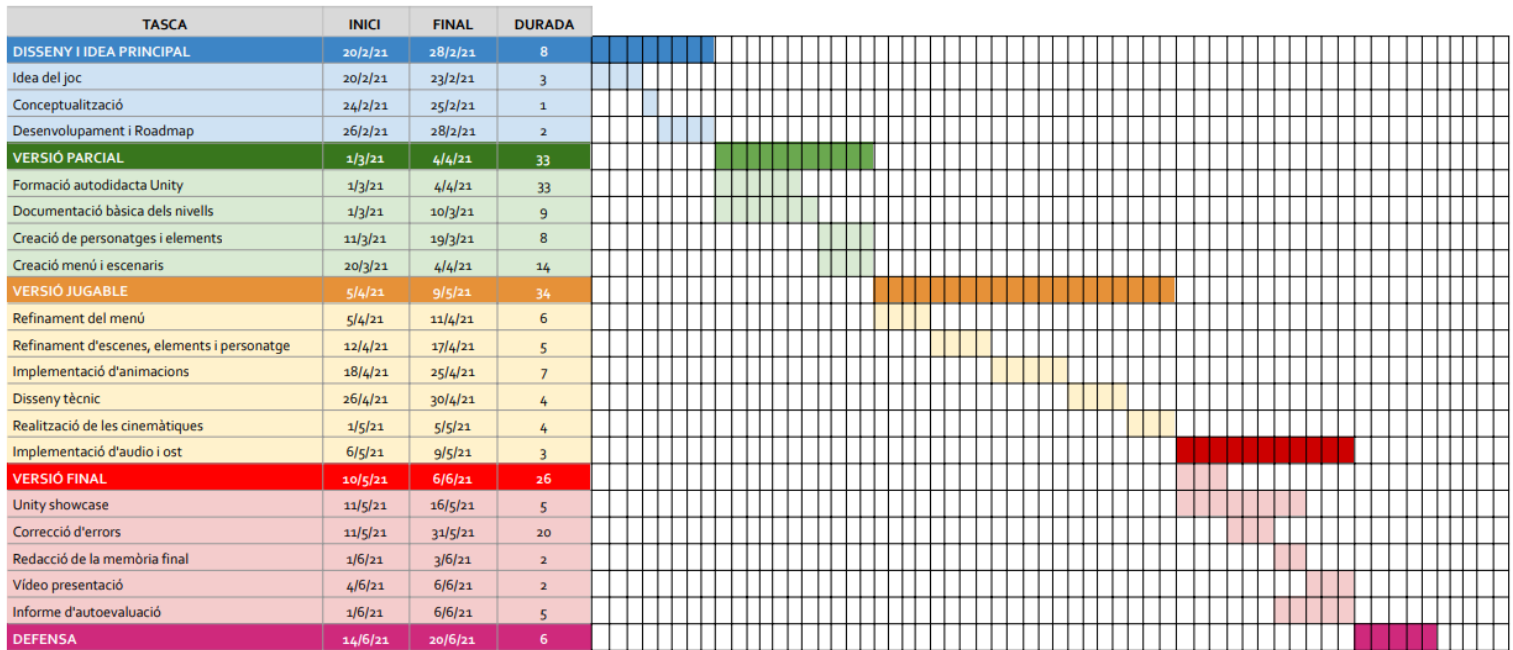 TASCA INICI FINAL DURADA
DISSENY I IDEA PRINCIPAL 20/2/21 28/2/21 8
Idea del joc 20/2/21 23/2/21 3
Conceptualització 24/2/21 25/2/21 1
Desenvolupament i Roadmap 26/2/21 28/2/21 2
VERSIÓ PARCIAL 1/3/21 4/4/21 33
Formació autodidacta Unity 1/3/21 4/4/21 33
Documentació bàsica dels nivells 1/3/21 10/3/21 9
Creació de personatges i elements 11/3/21 19/3/21 8
Creació menú i escenaris 20/3/21 4/4/21 14
VERSIÓ JUGABLE 5/4/21 9/5/21 34
Refinament del menú 5/4/21 11/4/21 6
Refinament d'escenes, elements i personatge 12/4/21 17/4/21 5
Implementació d'animacions 18/4/21 25/4/21 7
Disseny tècnic 26/4/21 30/4/21 4
Realització de les cinemàtiques 1/5/21 5/5/21 4
Implementació d'audio i ost 6/5/21 9/5/21 3
VERSIÓ FINAL 10/5/21 6/6/21 26
Unity showcase 11/5/21 16/5/21 5
Correcció d'errors 11/5/21 31/5/21 20
Redacció de la memòria final 1/6/21 3/6/21 2
Vídeo presentació 4/6/21 6/6/21 2
Informe d'autoevaluació 1/6/21 6/6/21 5
DEFENSA 14/6/21 20/6/21 6